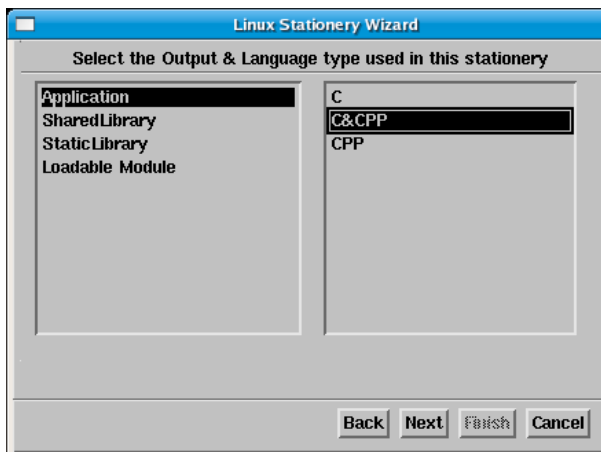 Linux Stationery Wizard
Select the Output & Language type used in this stationery
Application
SharedLibrary
StaticLibrary
Loadable Module
C
C&CPP
CPP
Back Next Finish Cancel